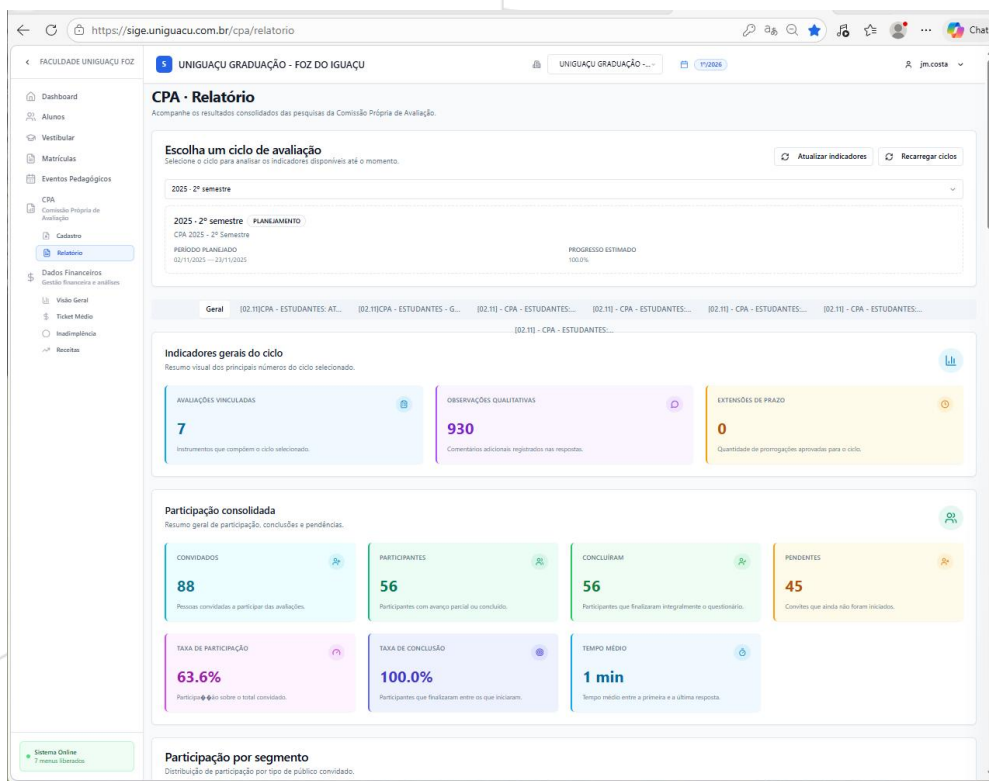 https://sige.uniguacu.com.br/cpa/relatorio
Chat
FACULDADE UNIGUAÇU FOZ
S UNIGUAÇU GRADUAÇÃO - FOZ DO IGUAÇU
UNIGUAÇU GRADUAÇÃO -...
1º/2026
jm.costa
Dashboard
Alunos
Vestibular
Matrículas
Eventos Pedagógicos
CPA
Comissão Própria de
Avaliação
Cadastro
Relatório
Dados Financeiros
Gestão financeira e análises
Visão Geral
Ticket Médio
Inadimplência
Receitas
Sistema Online
7 menus liberados
CPA · Relatório
Acompanhe os resultados consolidados das pesquisas da Comissão Própria de Avaliação.
Escolha um ciclo de avaliação
Selecione o ciclo para analisar os indicadores disponíveis até o momento.
Atualizar indicadores
Recarregar ciclos
2025 · 2º semestre
2025 · 2º semestre PLANEJAMENTO
CPA 2025 - 2º Semestre
PERÍODO PLANEJADO
02/11/2025 — 23/11/2025
PROGRESSO ESTIMADO
100.0%
Geral [02.11]CPA - ESTUDANTES: AT... [02.11]CPA - ESTUDANTES - G... [02.11] - CPA - ESTUDANTES:... [02.11] - CPA - ESTUDANTES:... [02.11] - CPA - ESTUDANTES:... [02.11] - CPA - ESTUDANTES:...
[02.11] - CPA - ESTUDANTES:...
Indicadores gerais do ciclo
Resumo visual dos principais números do ciclo selecionado.
AVALIAÇÕES VINCULADAS
7
Instrumentos que compõem o ciclo selecionado.
OBSERVAÇÕES QUALITATIVAS
930
Comentários adicionais registrados nas respostas.
EXTENSÕES DE PRAZO
0
Quantidade de prorrogações aprovadas para o ciclo.
Participação consolidada
Resumo geral de participação, conclusões e pendências.
CONVIDADOS
88
Pessoas convidadas a participar das avaliações.
PARTICIPANTES
56
Participantes com avanço parcial ou concluído.
CONCLUÍRAM
56
Participantes que finalizaram integralmente o questionário.
PENDENTES
45
Convites que ainda não foram iniciados.
TAXA DE PARTICIPAÇÃO
63.6%
Participa��ão sobre o total convidado.
TAXA DE CONCLUSÃO
100.0%
Participantes que finalizaram entre os que iniciaram.
TEMPO MÉDIO
1 min
Tempo médio entre a primeira e a última resposta.
Participação por segmento
Distribuição de participação por tipo de público convidado.